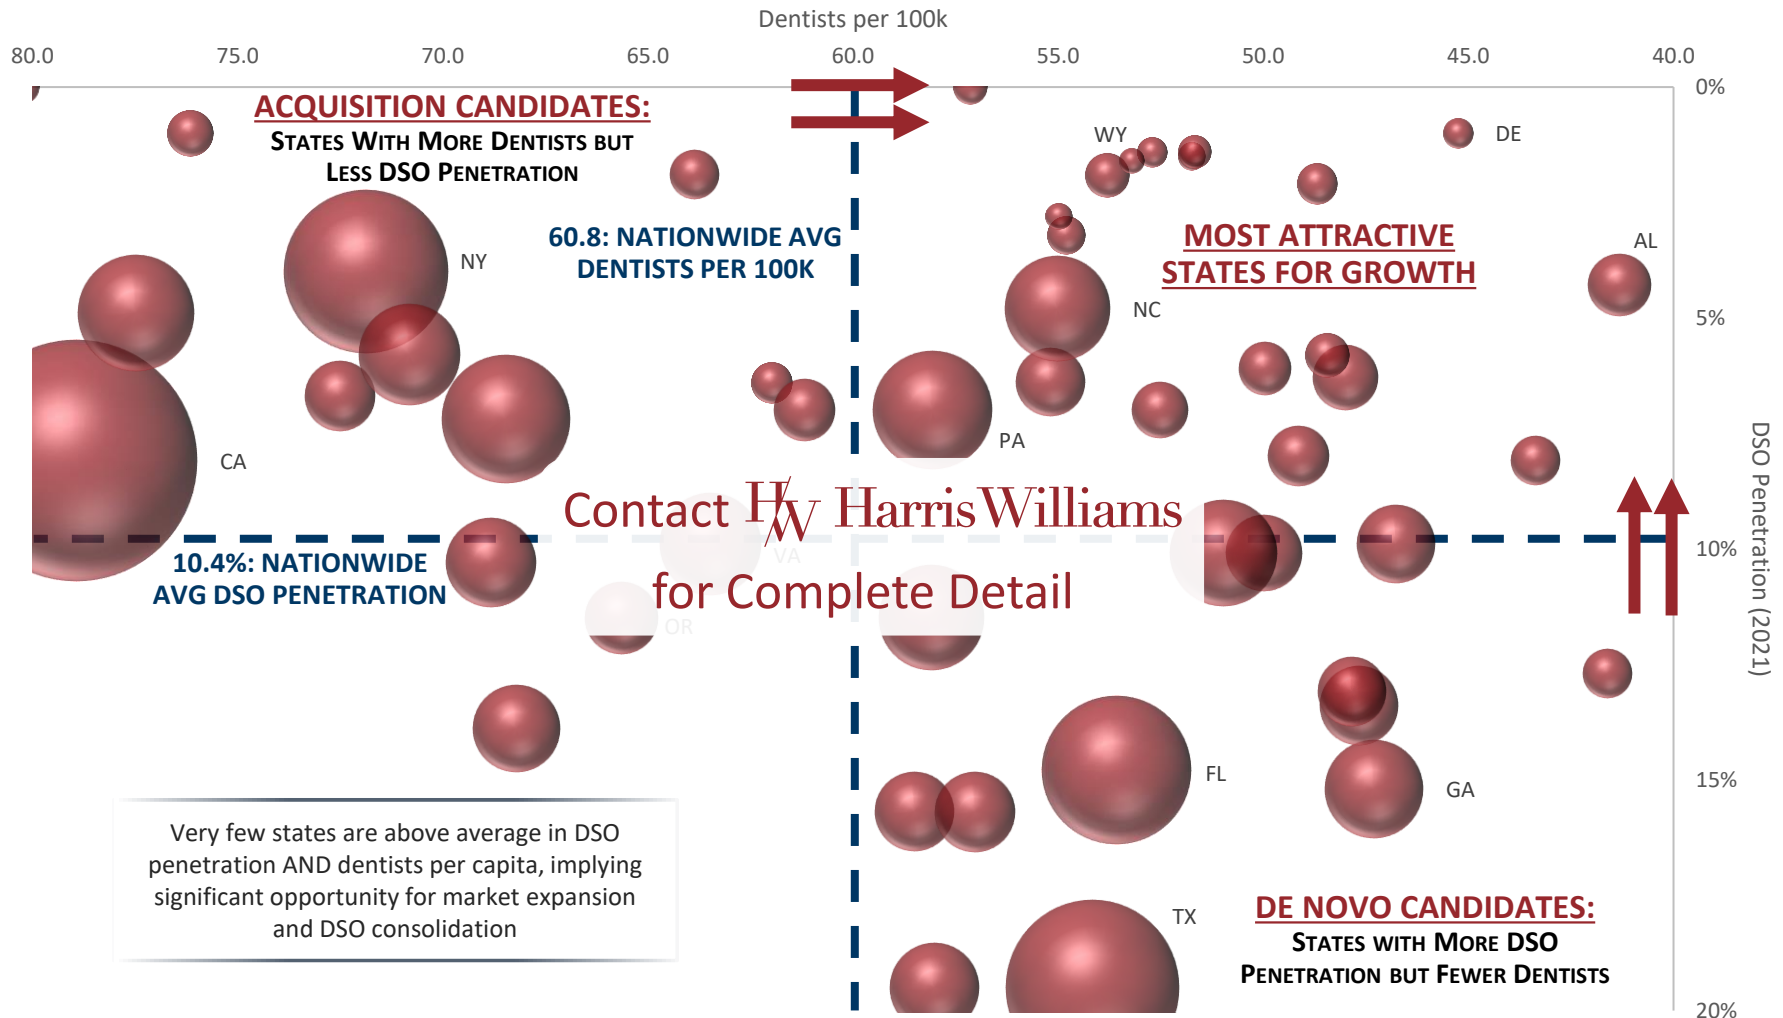 Dentists per 100k
80.0 75.0 70.0 65.0 60.0 55.0 50.0 45.0 40.0
0%
ACQUISITION CANDIDATES:
STATES WITH MORE DENTISTS BUT
LESS DSO PENETRATION
WY
DE
60.8: NATIONWIDE AVG
DENTISTS PER 100K
MOST ATTRACTIVE
STATES FOR GROWTH
AL
NY
NC
5%
PA
CA
DSO Penetration (2021)
Contact HW Harris Williams
for Complete Detail
10.4%: NATIONWIDE
AVG DSO PENETRATION
VA
10%
OR
FL
GA
15%
Very few states are above average in DSO
penetration AND dentists per capita, implying
significant opportunity for market expansion
and DSO consolidation
TX
DE NOVO CANDIDATES:
STATES WITH MORE DSO
PENETRATION BUT FEWER DENTISTS
20%